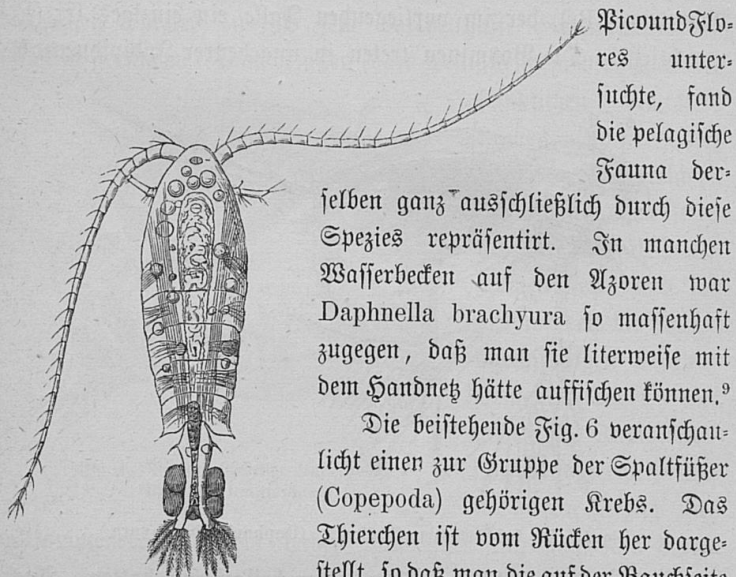 PicoundFlo-
res unter-
suchte, fand
die pelagische
Fauna der-
selben ganz ausschließlich durch diese
Spezies repräsentirt. In manchen
Wasserbecken auf den Azoren war
Daphnella brachyura so massenhaft
zugegen, daß man sie literweise mit
dem Handnetz hätte auffischen können.⁹
Die beistehende Fig. 6 veranschau-
licht einen zur Gruppe der Spaltfüßer
(Copepoda) gehörigen Krebs. Das
Thierchen ist vom Rücken her darge-
stellt, so daß man die auf der Bauchseite